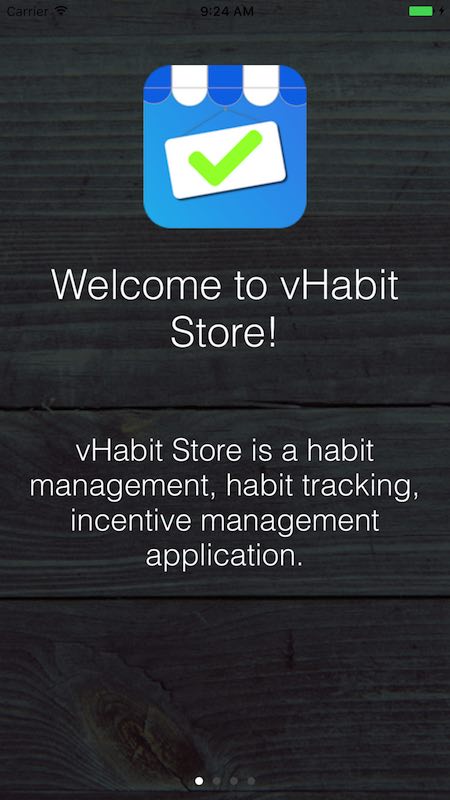 Carrier 9:24 AM
Welcome to vHabit
Store!
vHabit Store is a habit
management, habit tracking,
incentive management
application.